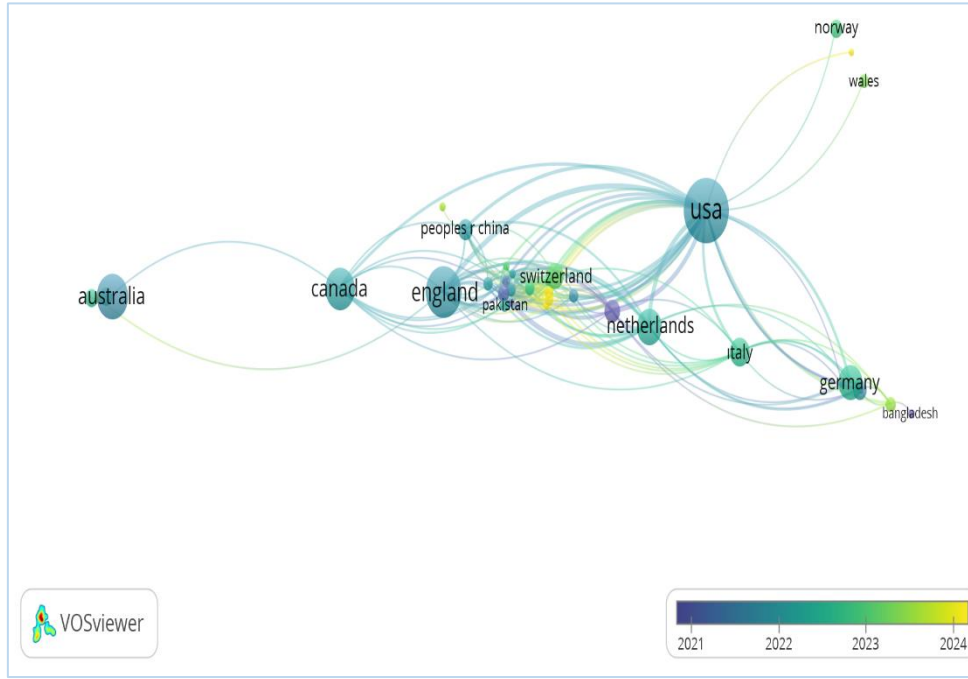 norway
wales
usa
peoples r china
switzerland
canada
england
australia
pakistan
netherlands
italy
germany
bangladesh
VOSviewer
2021 2022 2023 2024